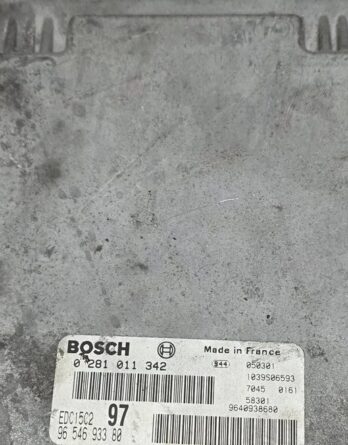 BOSCH
Made in France
0 281 011 342
050301
1039S06593
7045 0161
58301
9640938680
EDC15C2 97
96 546 933 80